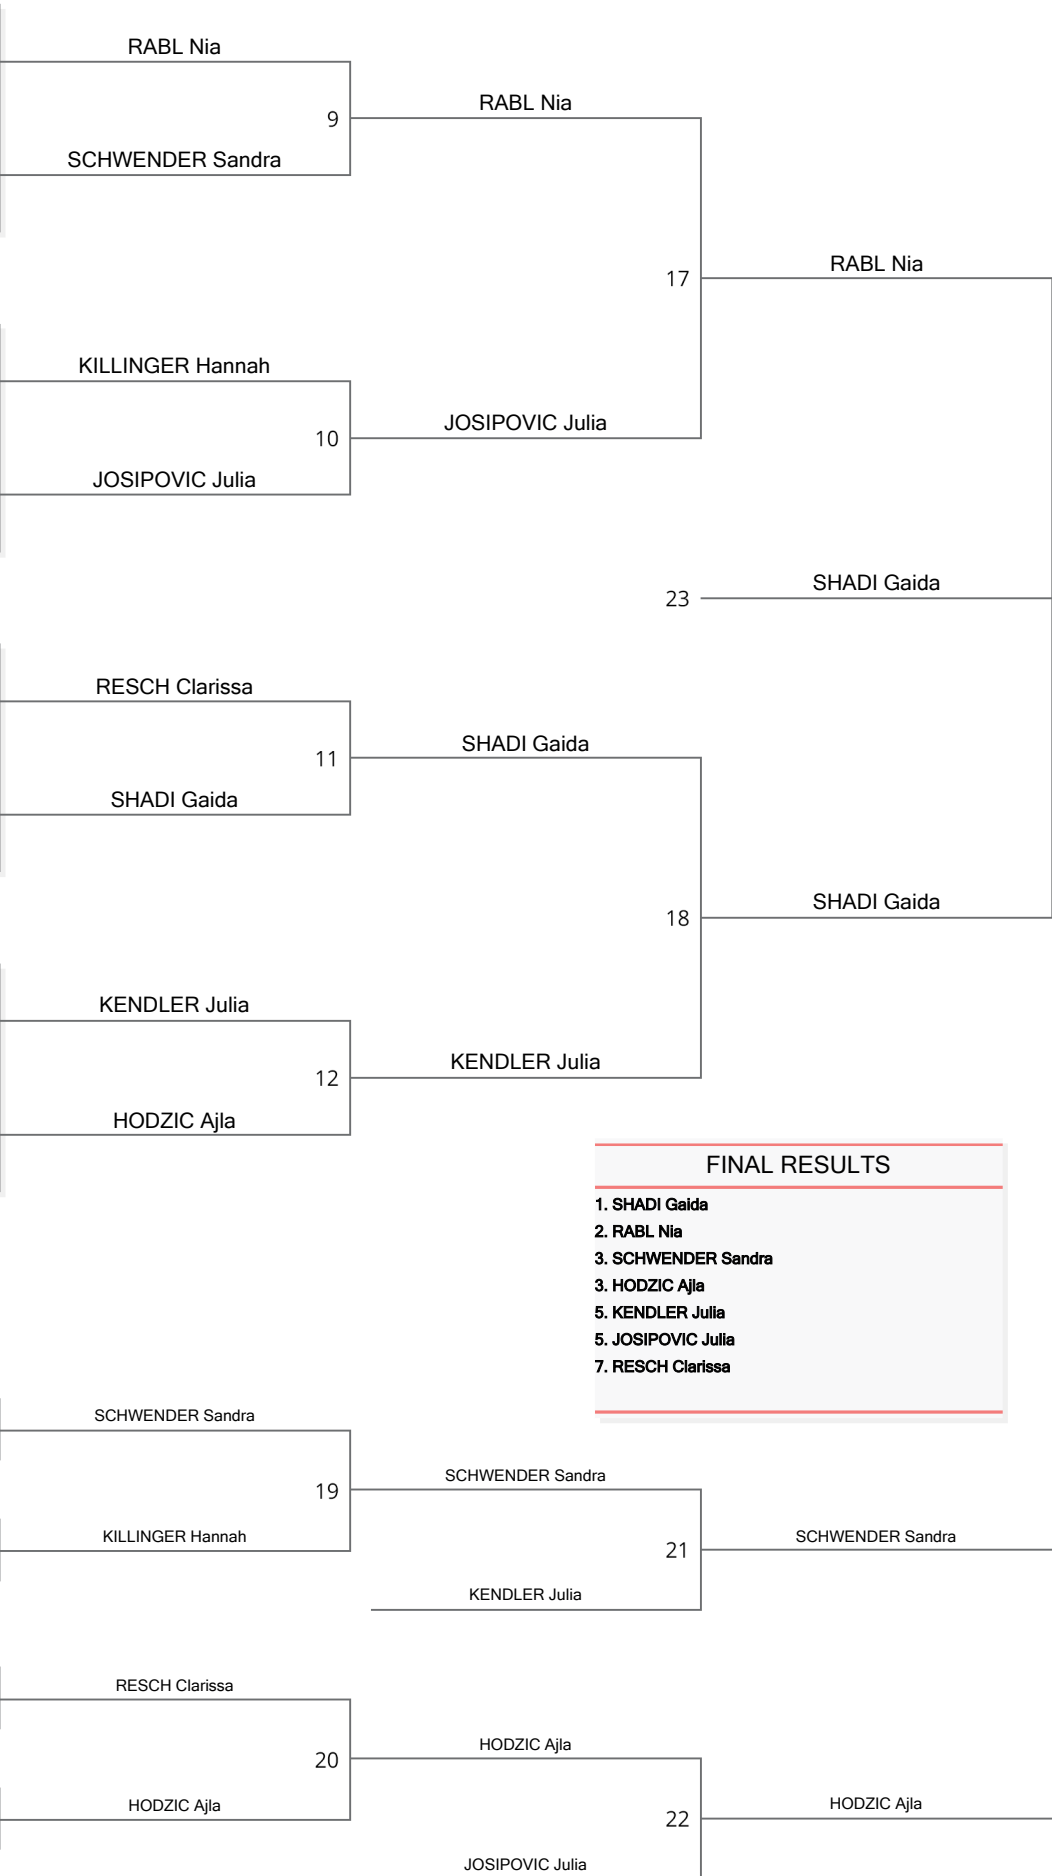 RABL Nia
RABL Nia
9
SCHWENDER Sandra
RABL Nia
17
KILLINGER Hannah
JOSIPOVIC Julia
10
JOSIPOVIC Julia
SHADI Gaida
23
RESCH Clarissa
SHADI Gaida
11
SHADI Gaida
SHADI Gaida
18
KENDLER Julia
KENDLER Julia
12
HODZIC Ajla
FINAL RESULTS
1. SHADI Gaida
2. RABL Nia
3. SCHWENDER Sandra
3. HODZIC Ajla
5. KENDLER Julia
5. JOSIPOVIC Julia
7. RESCH Clarissa
SCHWENDER Sandra
SCHWENDER Sandra
19
KILLINGER Hannah
SCHWENDER Sandra
21
KENDLER Julia
RESCH Clarissa
HODZIC Ajla
20
HODZIC Ajla
HODZIC Ajla
22
JOSIPOVIC Julia